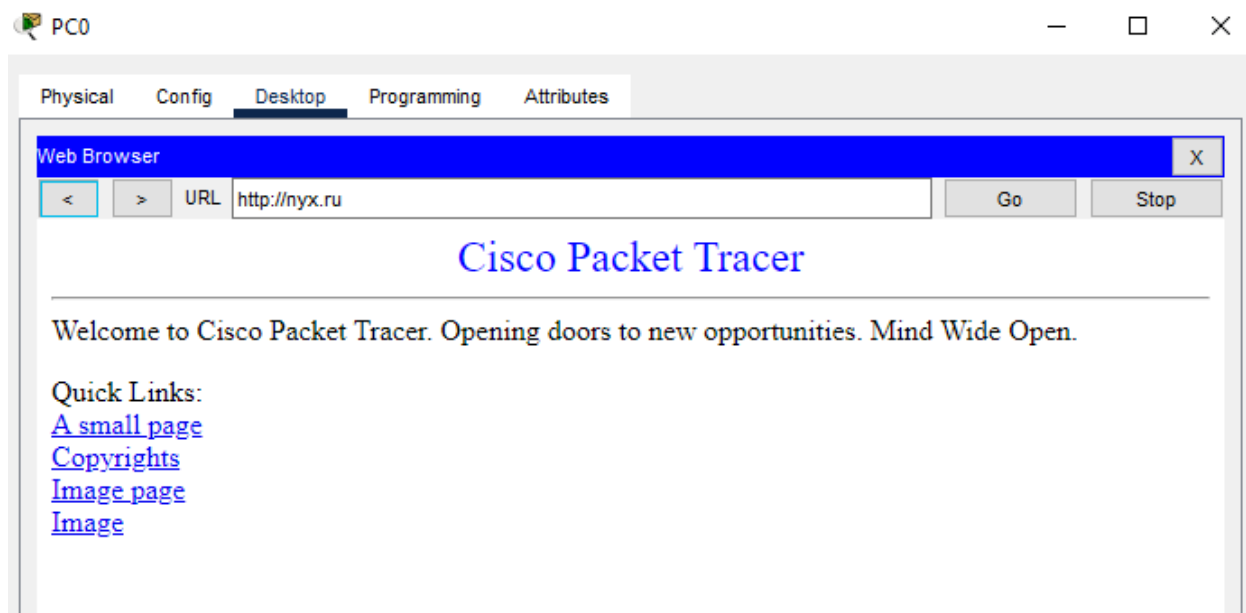 PC0
Physical Config Desktop Programming Attributes
Web Browser X
< > URL http://nyx.ru Go Stop
Cisco Packet Tracer
Welcome to Cisco Packet Tracer. Opening doors to new opportunities. Mind Wide Open.
Quick Links:
A small page
Copyrights
Image page
Image